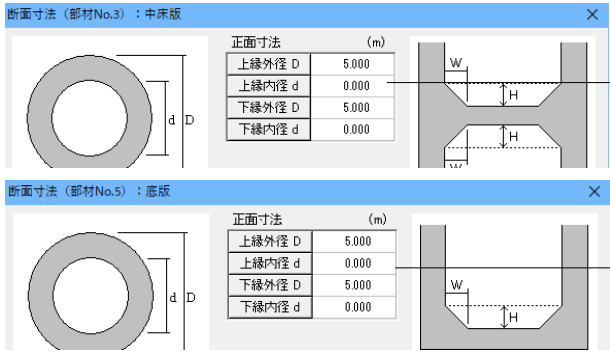 断面寸法（部材No.3）：中床版
正面寸法 (m)
上縁外径 D 5.000
上縁内径 d 0.000
下縁外径 D 5.000
下縁内径 d 0.000
d D
W
H
H
W
断面寸法（部材No.5）：底版
正面寸法 (m)
上縁外径 D 5.000
上縁内径 d 0.000
下縁外径 D 5.000
下縁内径 d 0.000
d D
W
H